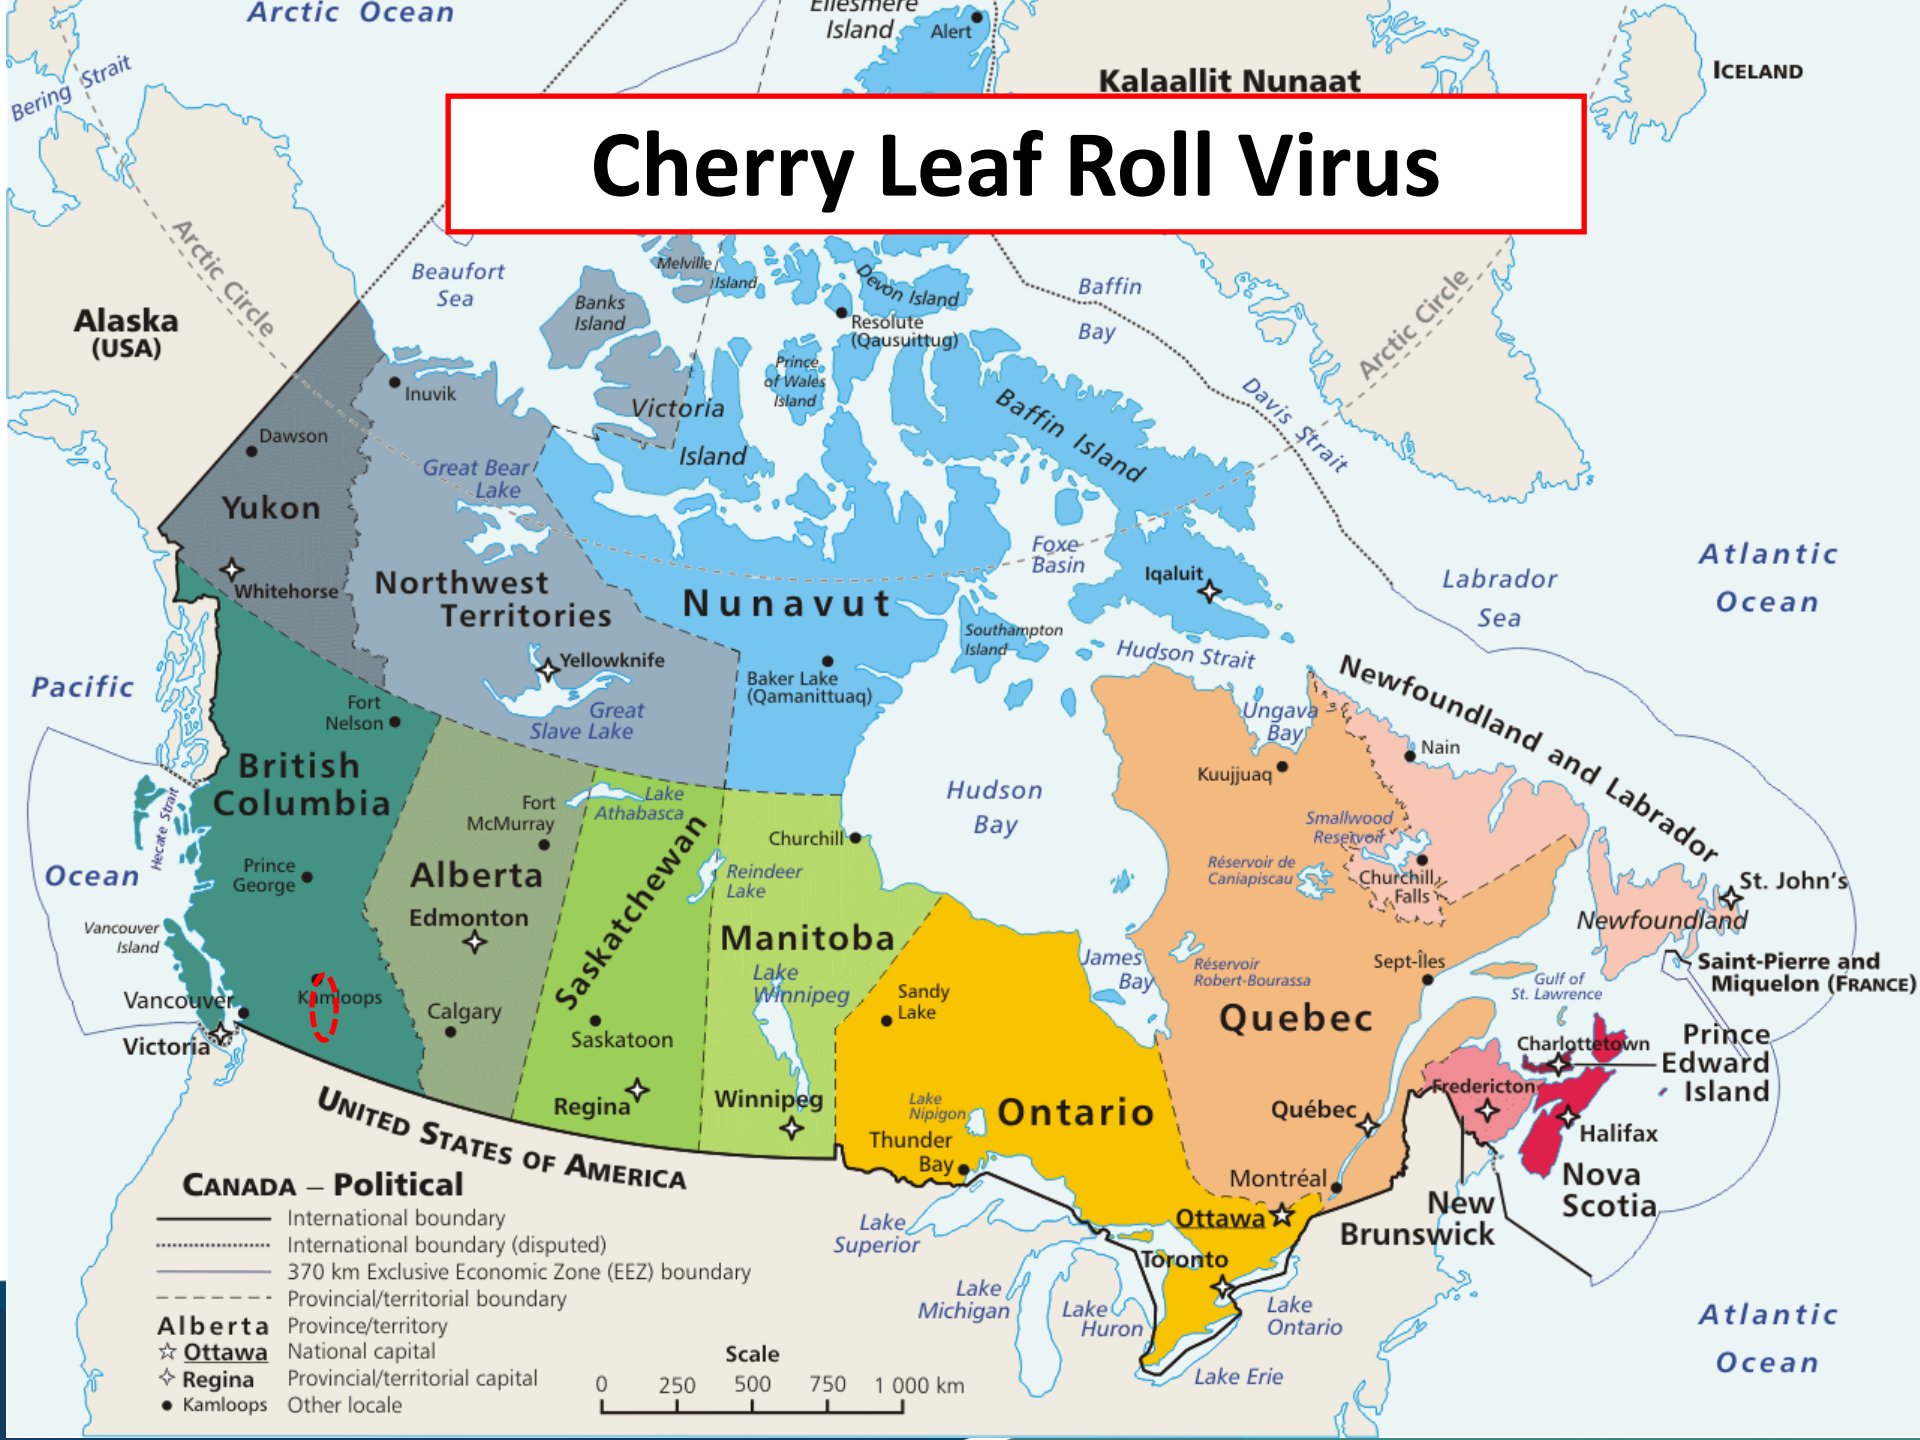 Arctic Ocean
Ellesmere
Island
Alert
Bering Strait
Kalaallit Nunaat
ICELAND
Cherry Leaf Roll Virus
Arctic Circle
Beaufort
Sea
Melville
Island
Devon Island
Baffin
Bay
Arctic Circle
Banks
Island
Resolute
(Qausuittug)
Alaska
(USA)
Prince
of Wales
Island
Inuvik
Victoria
Island
Baffin Island
Davis Strait
Dawson
Great Bear
Lake
Yukon
Foxe
Basin
Atlantic
Ocean
Whitehorse
Northwest
Territories
Nunavut
Iqaluit
Labrador
Sea
Southampton
Island
Hudson Strait
Yellowknife
Baker Lake
(Qamanittuaq)
Pacific
Ocean
Fort
Nelson
Great
Slave Lake
Ungava
Bay
Newfoundland and Labrador
Nain
British
Columbia
Kuujjuaq
Hecate Strait
Fort
McMurray
Lake
Athabasca
Hudson
Bay
Churchill
Smallwood
Reservoir
Prince
George
Alberta
Edmonton
Saskatchewan
Reindeer
Lake
Réservoir de
Caniapiscau
Churchill
Falls
St. John's
Newfoundland
Vancouver
Island
Manitoba
Lake
Winnipeg
James
Bay
Réservoir
Robert-Bourassa
Sept-Îles
Gulf of
St. Lawrence
Saint-Pierre and
Miquelon (FRANCE)
Vancouver
Kamloops
Calgary
Sandy
Lake
Quebec
Victoria
Saskatoon
Charlottetown
Prince
Edward
Island
Regina
Winnipeg
Lake
Nipigon
Ontario
Fredericton
Québec
Halifax
UNITED STATES OF AMERICA
Thunder
Bay
Montréal
Nova
Scotia
New
Brunswick
Ottawa
Lake
Superior
Toronto
Lake
Michigan
Lake
Huron
Lake
Ontario
Lake Erie
Atlantic
Ocean
CANADA – Political
International boundary
International boundary (disputed)
370 km Exclusive Economic Zone (EEZ) boundary
Provincial/territorial boundary
Alberta Province/territory
Ottawa National capital
Regina Provincial/territorial capital
Kamloops Other locale
Scale
0 250 500 750 1 000 km